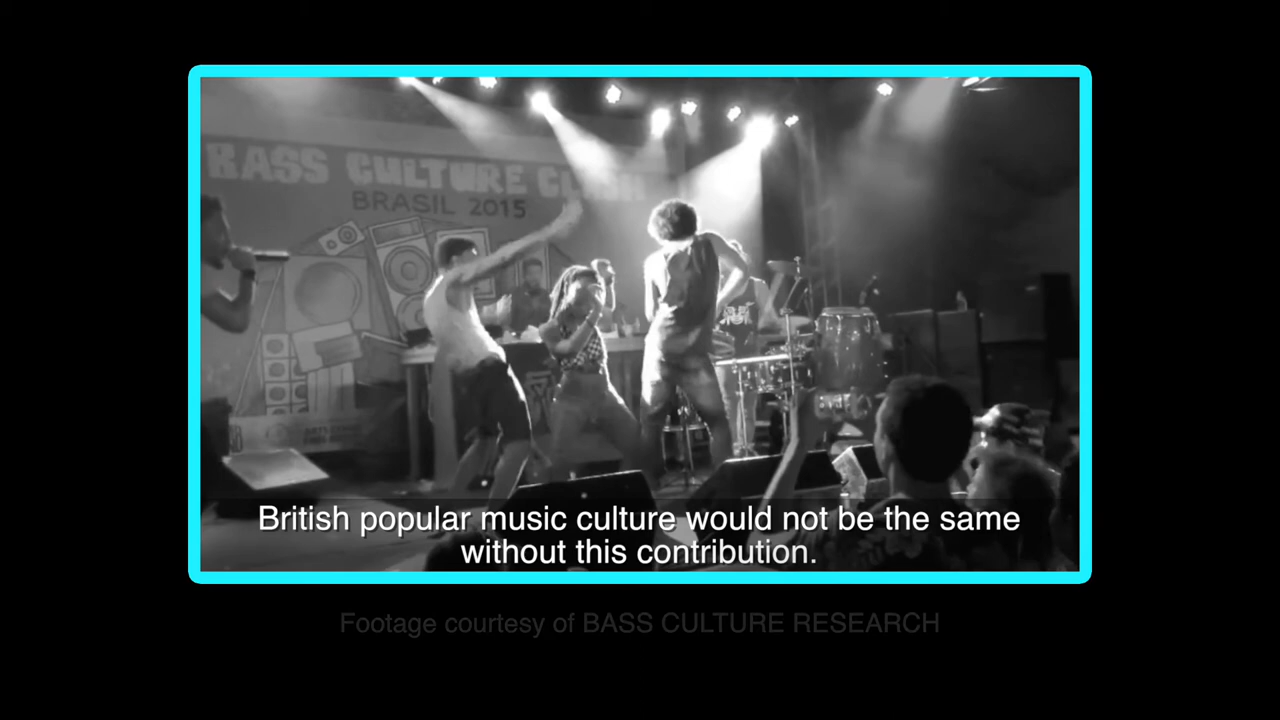 BASS CULTURE CLASH
BRASIL 2015
British popular music culture would not be the same
without this contribution.
Footage courtesy of BASS CULTURE RESEARCH